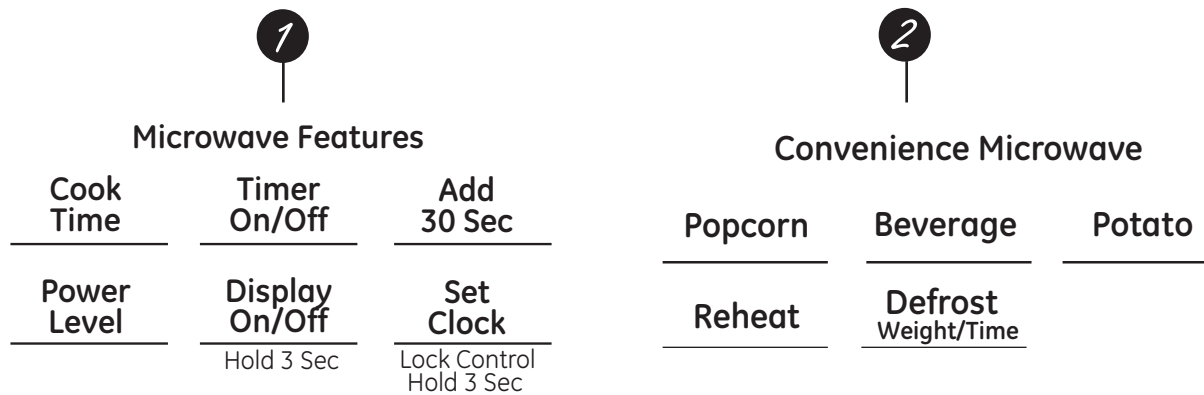 1
Microwave Features
Cook
Time
Timer
On/Off
Add
30 Sec
Power
Level
Display
On/Off
Hold 3 Sec
Set
Clock
Lock Control
Hold 3 Sec
2
Convenience Microwave
Popcorn
Beverage
Potato
Reheat
Defrost
Weight/Time